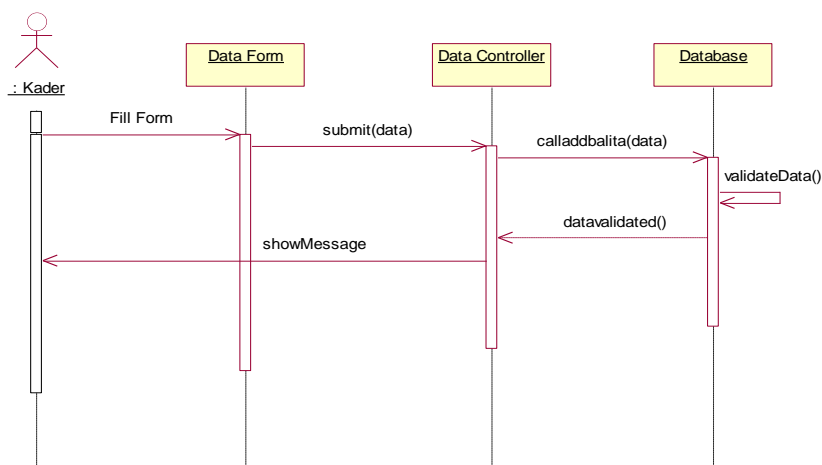 Data Form
Data Controller
Database
: Kader
Fill Form
submit(data)
calladdbalita(data)
validateData()
datavalidated()
showMessage